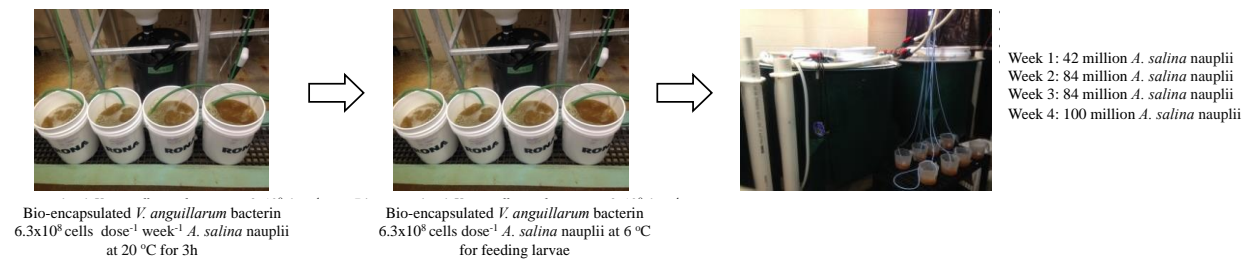 RONA
RONA
RONA
Bio-encapsulated V. anguillarum bacterin
6.3x10⁸ cells dose⁻¹ week⁻¹ A. salina nauplii
at 20 °C for 3h
RONA
RONA
RONA
Bio-encapsulated V. anguillarum bacterin
6.3x10⁸ cells dose⁻¹ A. salina nauplii at 6 °C
for feeding larvae
Week 1: 42 million A. salina nauplii
Week 2: 84 million A. salina nauplii
Week 3: 84 million A. salina nauplii
Week 4: 100 million A. salina nauplii